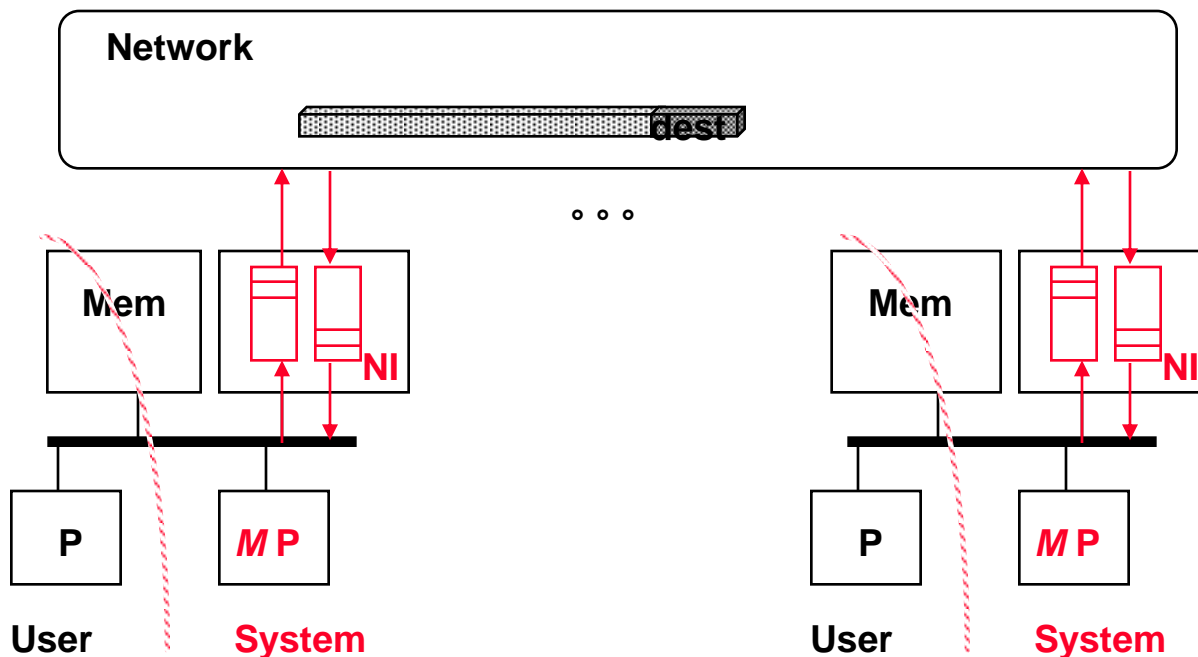 Network
dest
° ° °
Mem
NI
Mem
NI
P
M P
P
M P
User
System
User
System